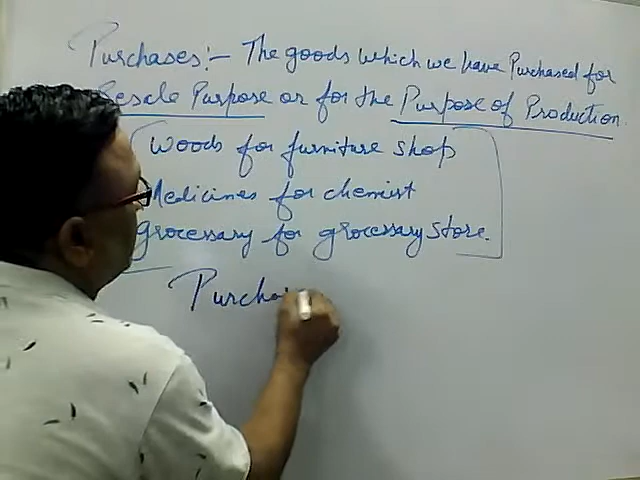 Purchases:- The goods which we have Purchased for
Resale Purpose or for the Purpose of Production.
Woods for furniture shop
Medicines for chemist
Grocessary for grocessary store.
Purcha